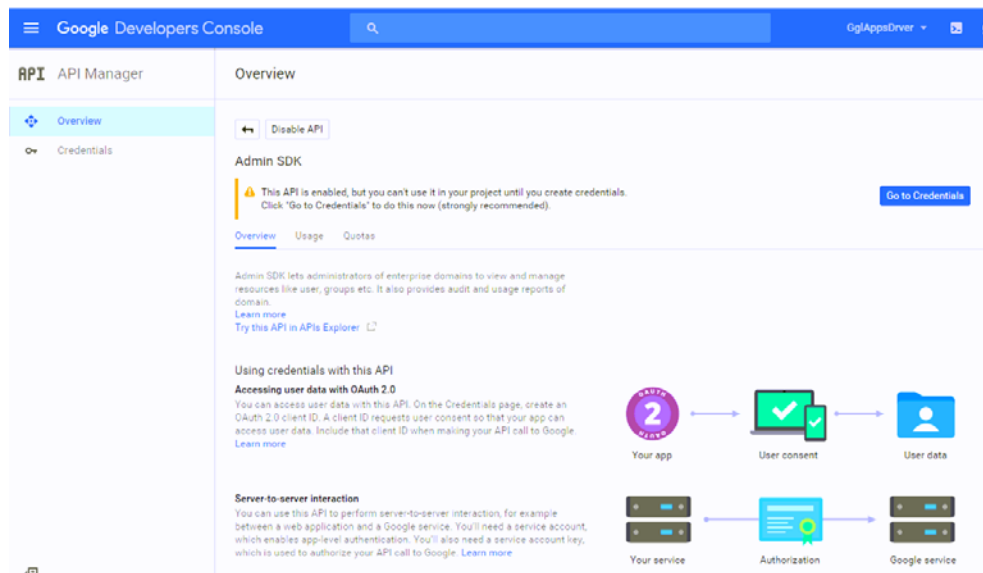 Google Developers Console
GglAppsDrver
API API Manager
Overview
Overview
Credentials
Disable API
Admin SDK
This API is enabled, but you can't use it in your project until you create credentials.
Click "Go to Credentials" to do this now (strongly recommended).
Go to Credentials
Overview Usage Quotas
Admin SDK lets administrators of enterprise domains to view and manage
resources like user, groups etc. It also provides audit and usage reports of
domain.
Learn more
Try this API in APIs Explorer
Using credentials with this API
Accessing user data with OAuth 2.0
You can access user data with this API. On the Credentials page, create an
OAuth 2.0 client ID. A client ID requests user consent so that your app can
access user data. Include that client ID when making your API call to Google.
Learn more
OAUTH
2
OAUTH
Your app
User consent
User data
Server-to-server interaction
You can use this API to perform server-to-server interaction, for example
between a web application and a Google service. You'll need a service account,
which enables app-level authentication. You'll also need a service account key,
which is used to authorize your API call to Google. Learn more
Your service
Authorization
Google service